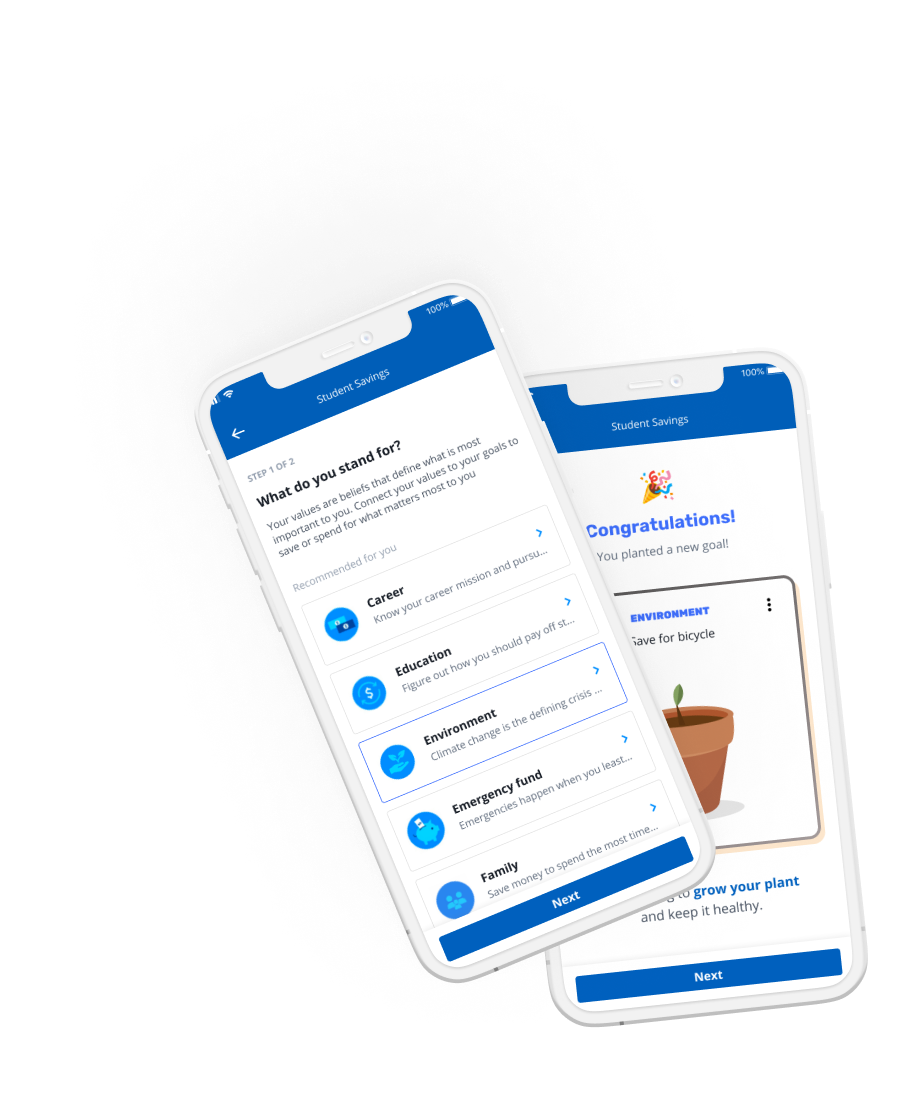 100%
Student Savings
STEP 1 OF 2
What do you stand for?
Your values are beliefs that define what is most
important to you. Connect your values to your goals to
save or spend for what matters most to you
Recommended for you
Career
Know your career mission and pursu...
Education
Figure out how you should pay off st...
Environment
Climate change is the defining crisis ...
Emergency fund
Emergencies happen when you least...
Family
Save money to spend the most time...
Next
100%
Student Savings
Congratulations!
You planted a new goal!
ENVIRONMENT
Save for bicycle
to grow your plant
and keep it healthy.
Next